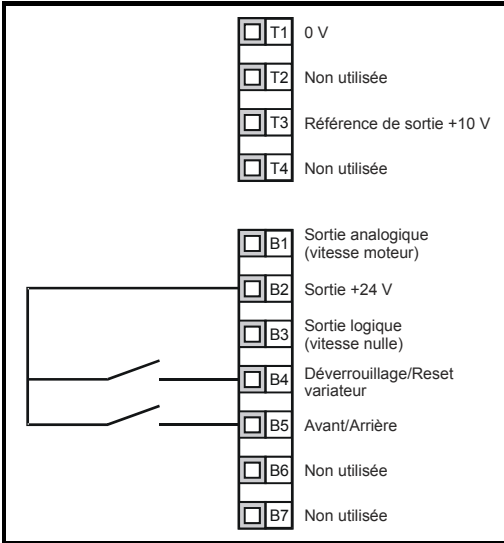 T1 0 V
T2 Non utilisée
T3 Référence de sortie +10 V
T4 Non utilisée
B1 Sortie analogique
(vitesse moteur)
B2 Sortie +24 V
B3 Sortie logique
(vitesse nulle)
B4 Déverrouillage/Reset
variateur
B5 Avant/Arrière
B6 Non utilisée
B7 Non utilisée